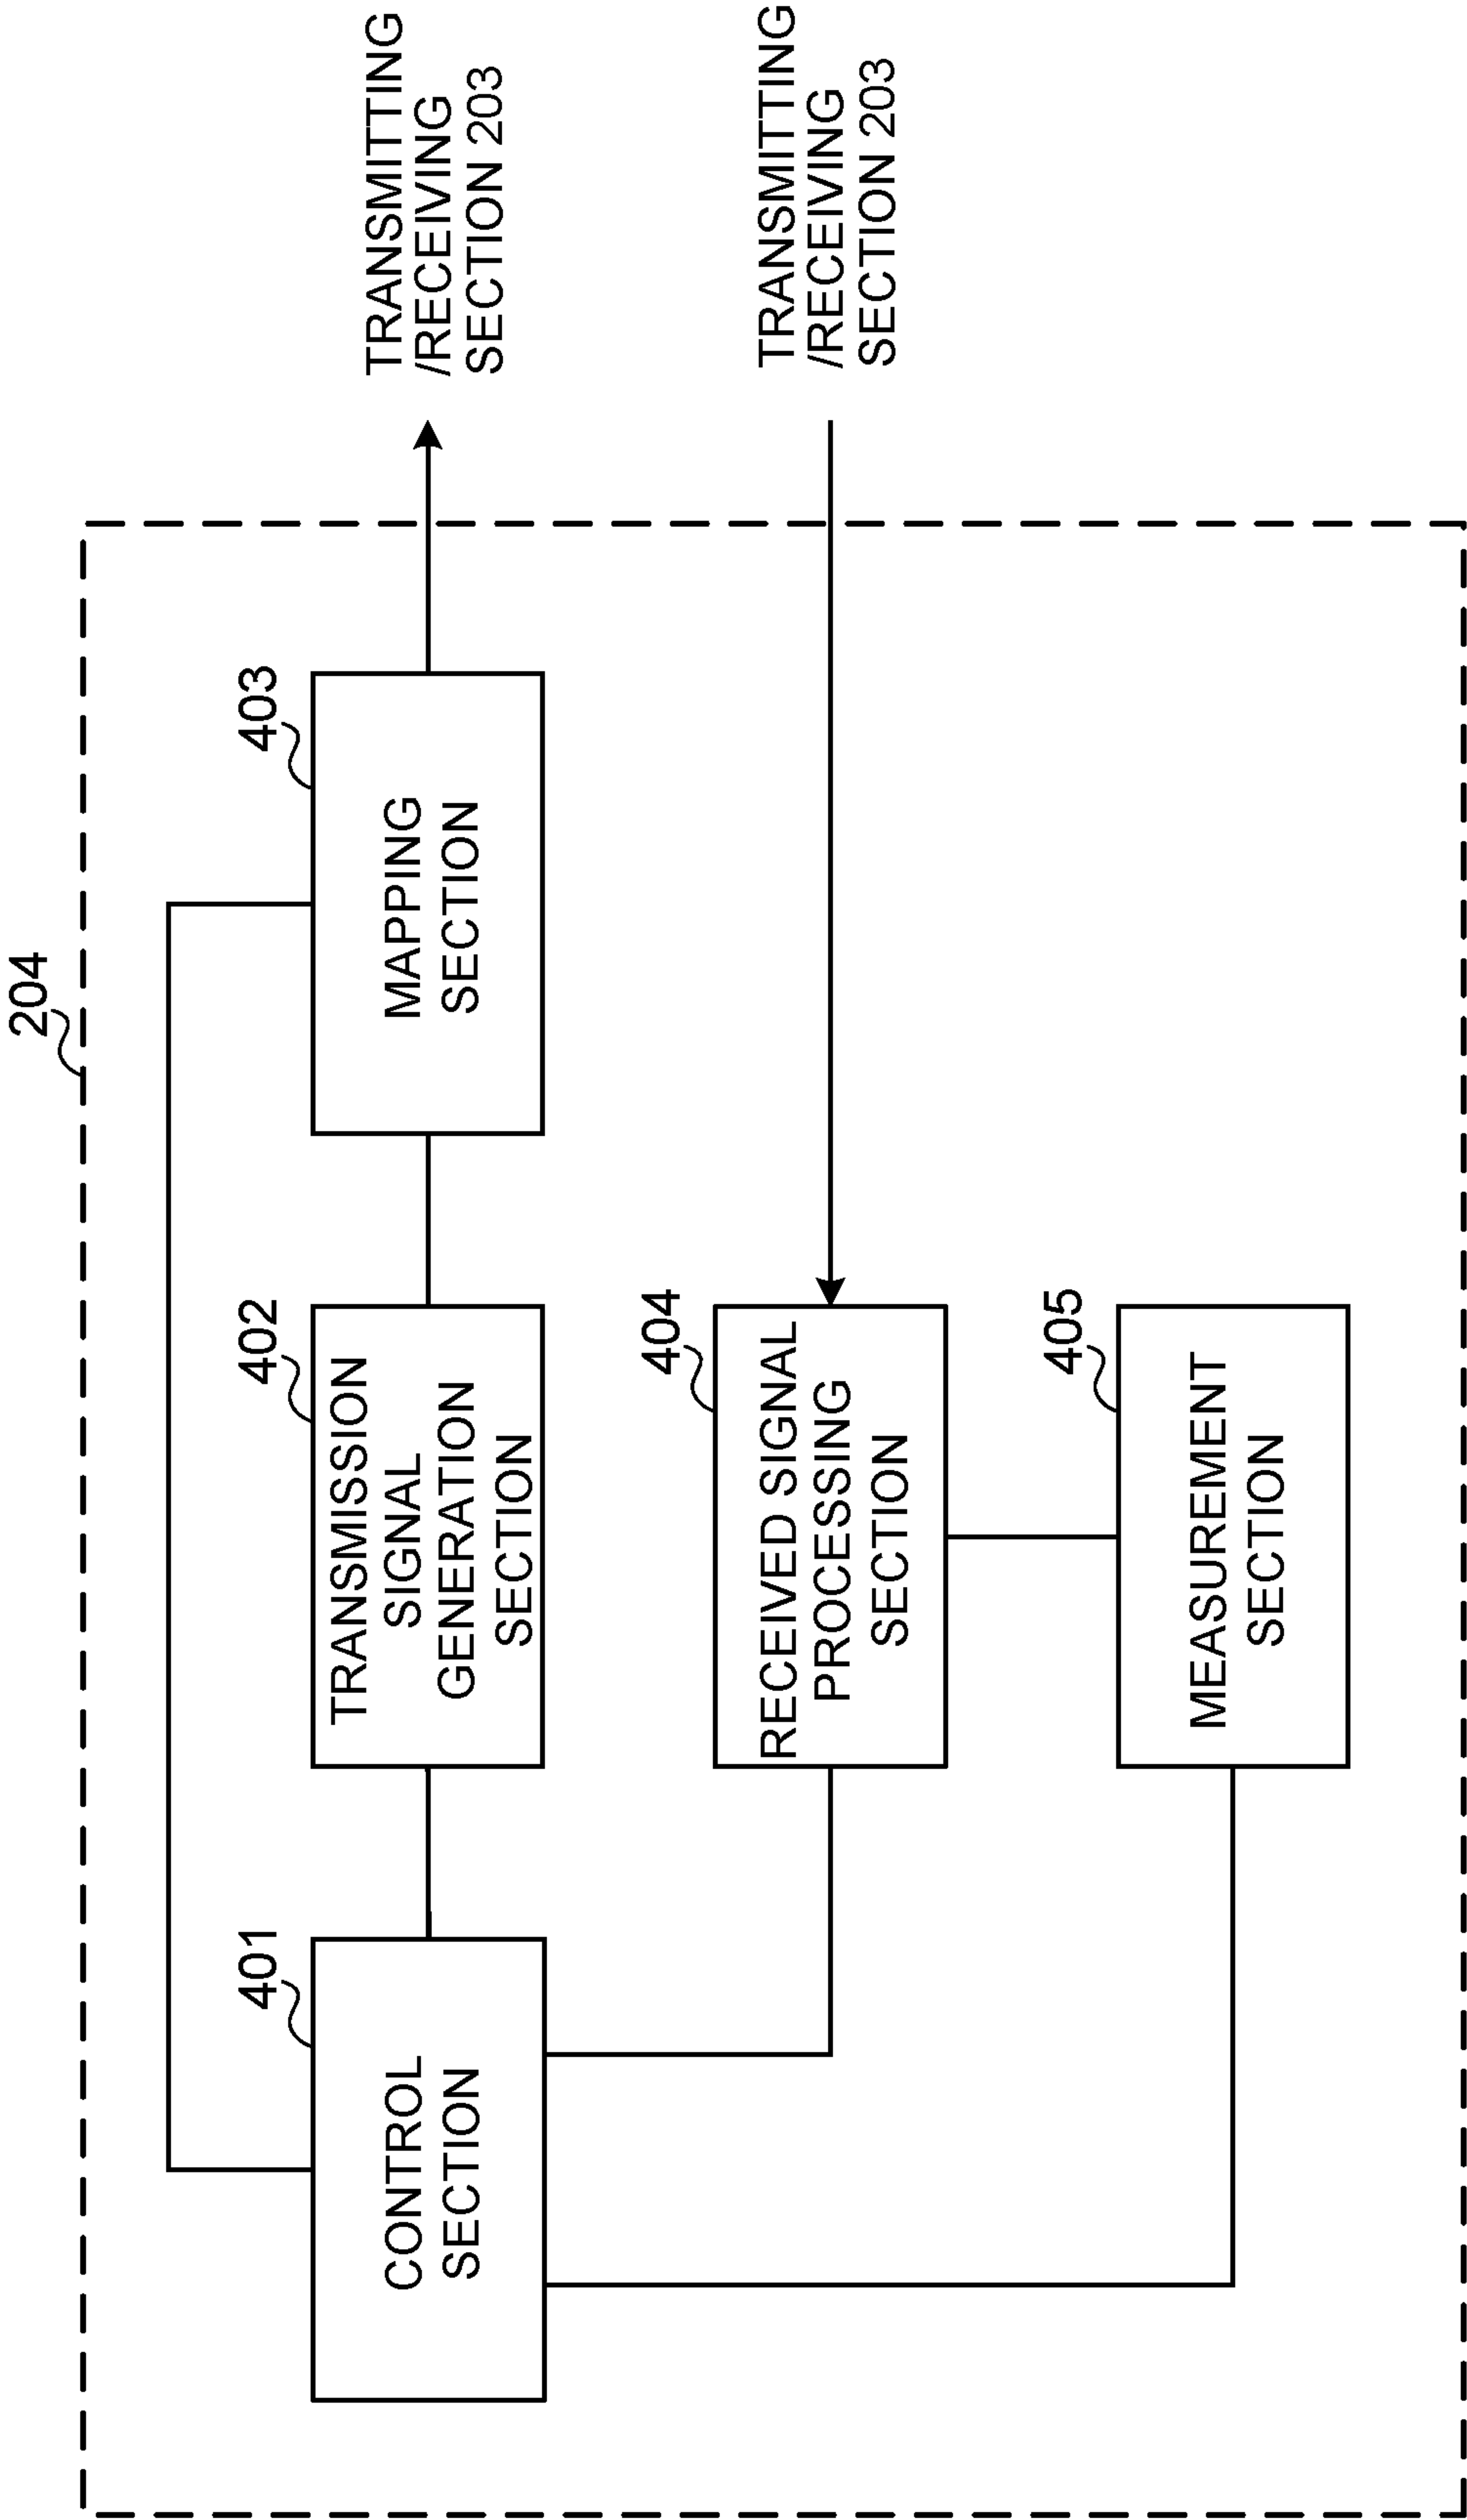 204
401
CONTROL
SECTION
402
TRANSMISSION
SIGNAL
GENERATION
SECTION
403
MAPPING
SECTION
TRANSMITTING
/RECEIVING
SECTION 203
404
RECEIVED SIGNAL
PROCESSING
SECTION
TRANSMITTING
/RECEIVING
SECTION 203
405
MEASUREMENT
SECTION